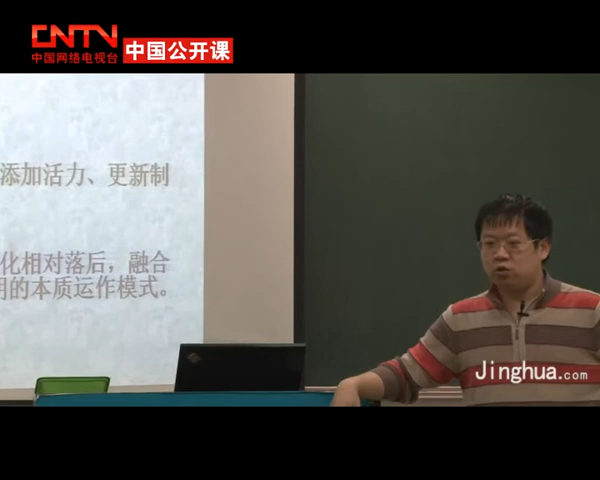 CNTV
中国网络电视台
中国公开课
添加活力、更新制
化相对落后，融合
明的本质运作模式。
Jinghua.com